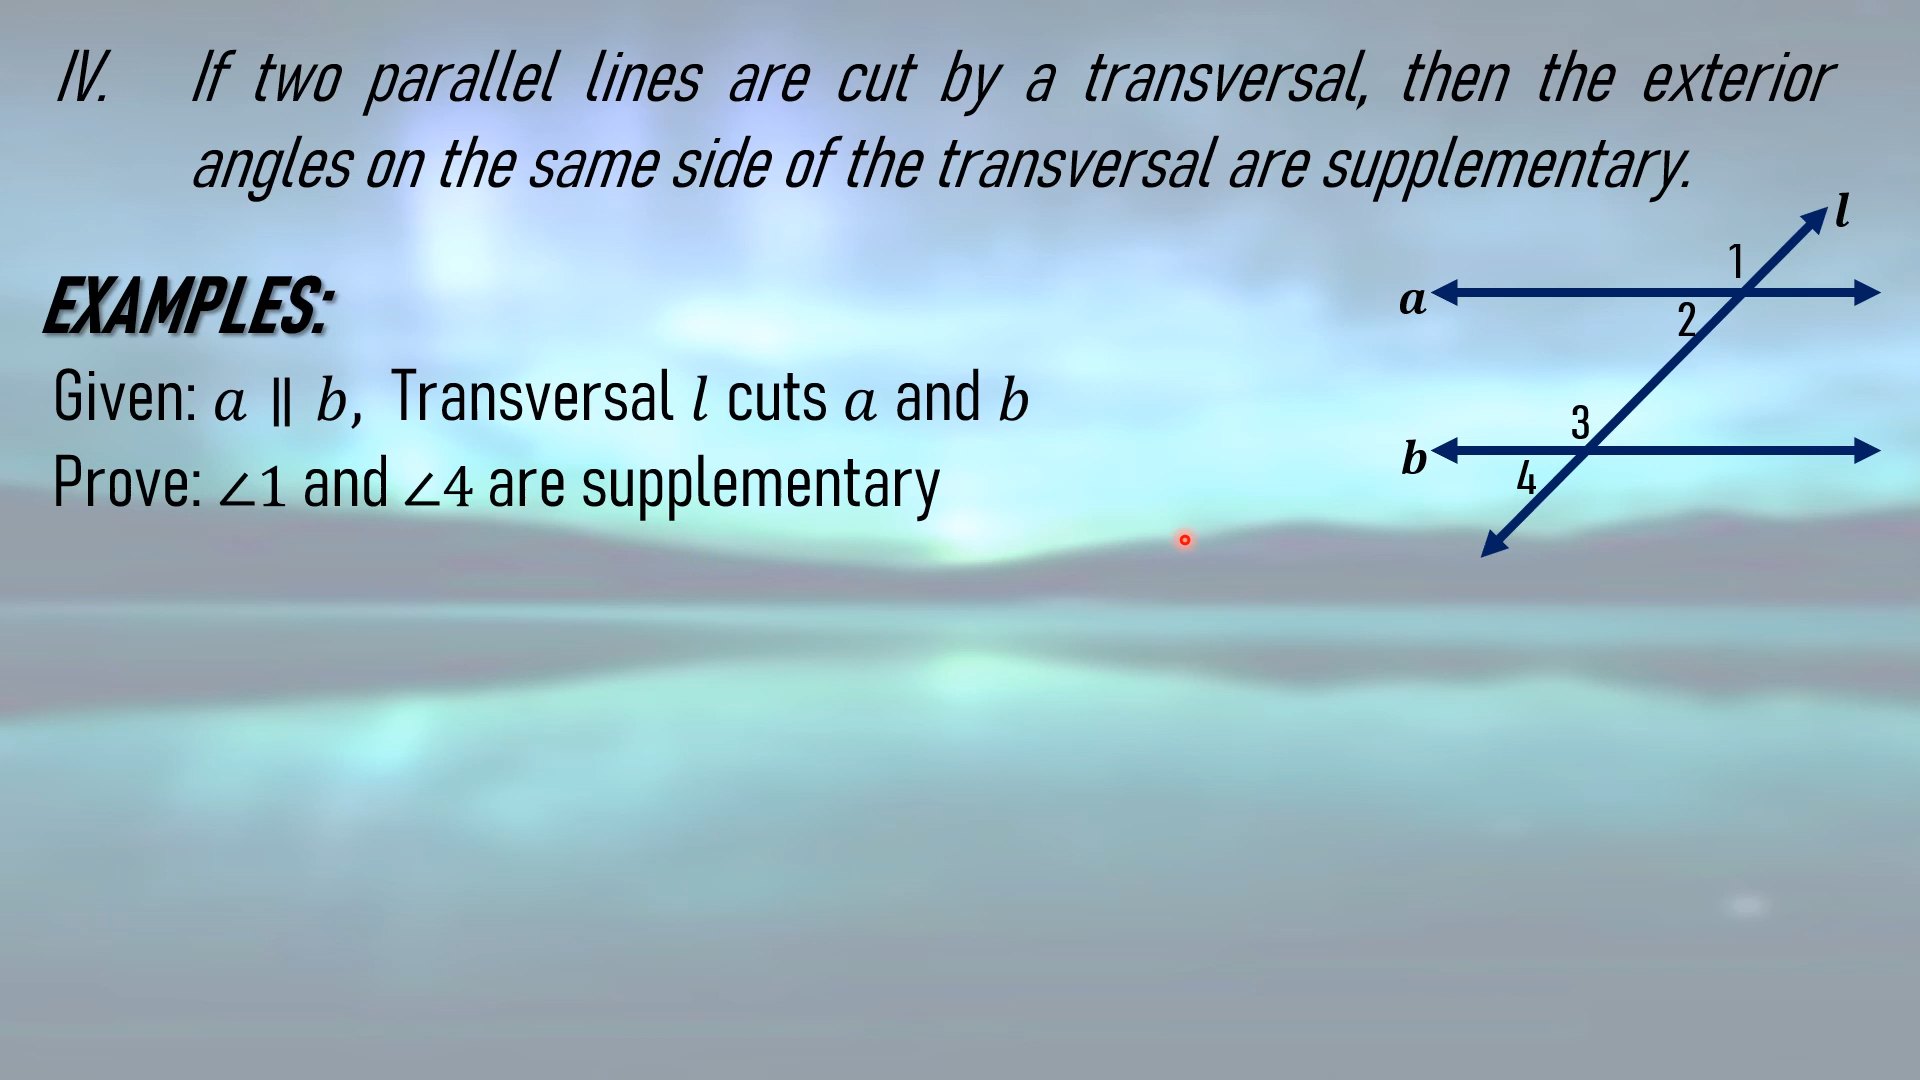 IV. If two parallel lines are cut by a transversal, then the exterior
angles on the same side of the transversal are supplementary.
l
1
EXAMPLES:
a
2
Given: a ∥ b, Transversal l cuts a and b
3
b
4
Prove: ∠1 and ∠4 are supplementary